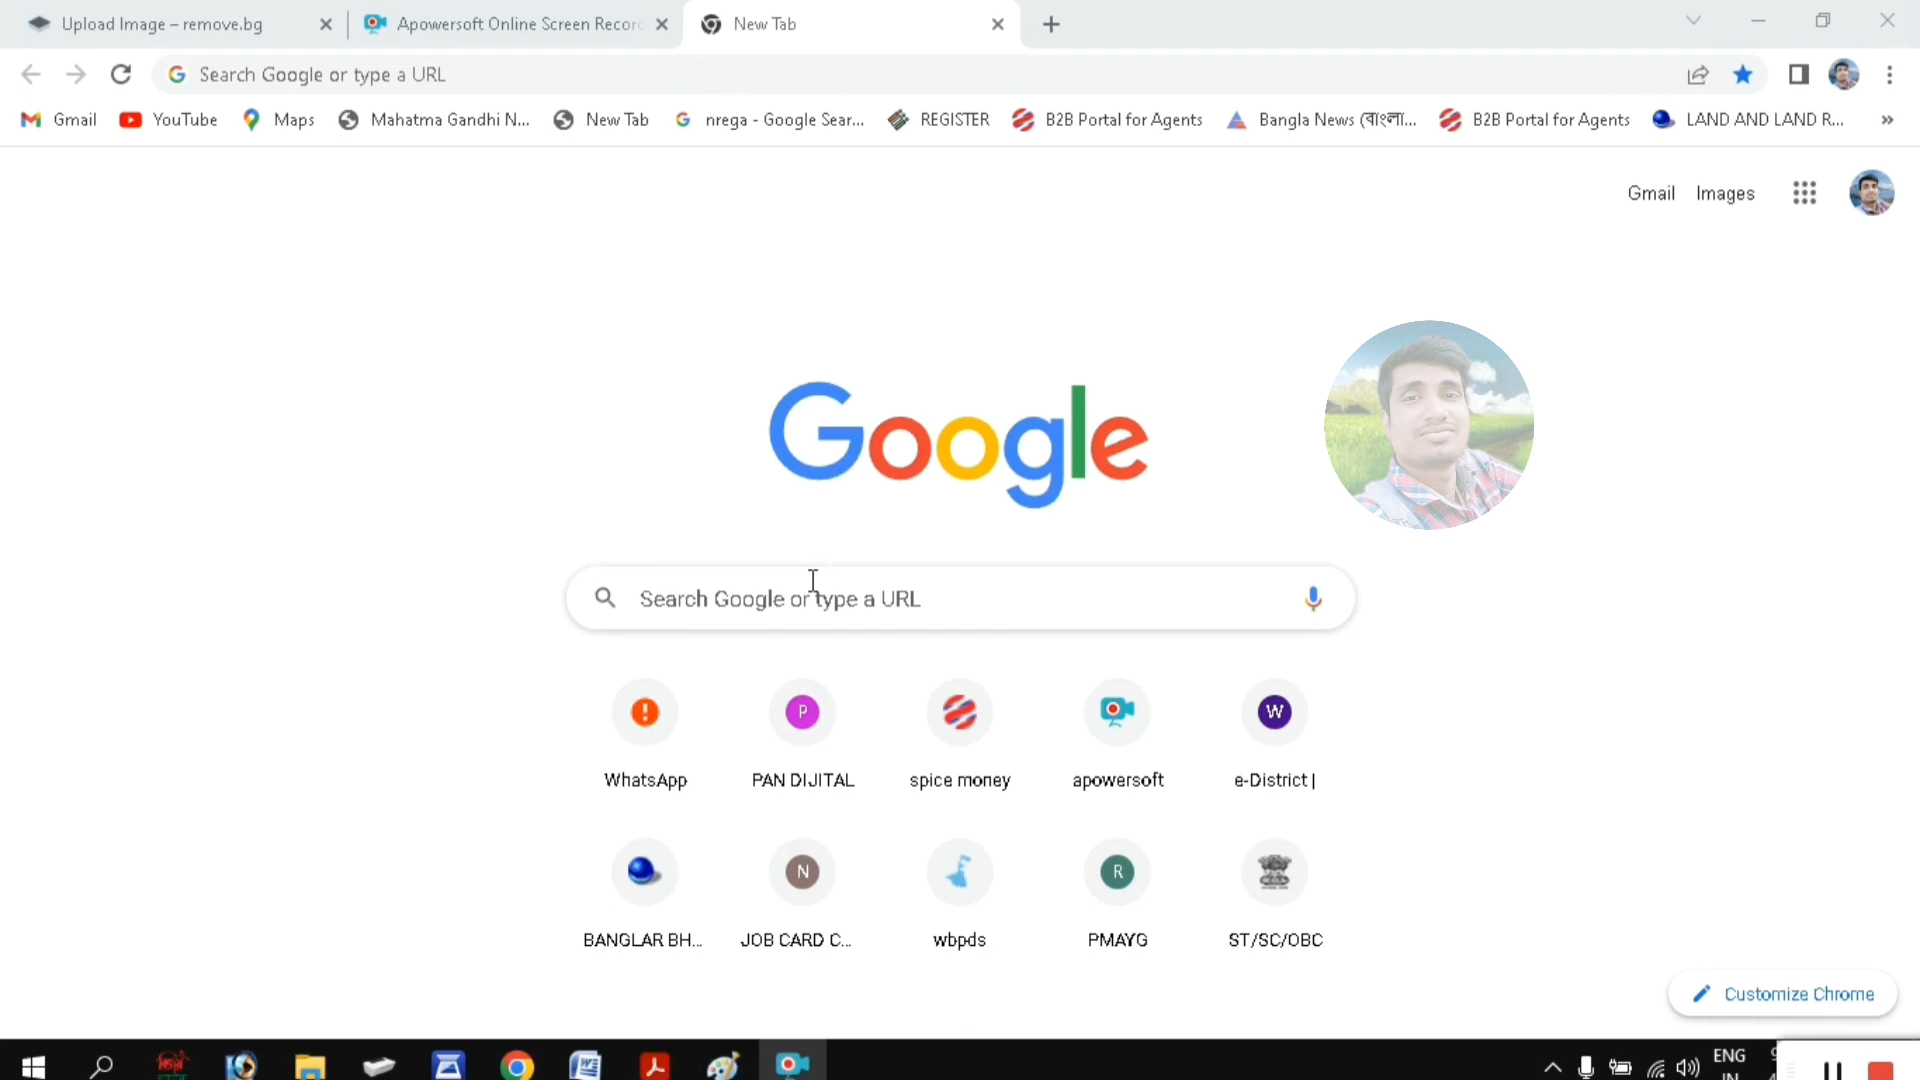 Upload Image – remove.bg
Apowersoft Online Screen Recor
New Tab
Search Google or type a URL
Gmail
YouTube
Maps
Mahatma Gandhi N...
New Tab
nrega - Google Sear...
REGISTER
B2B Portal for Agents
Bangla News (বাংলা...
B2B Portal for Agents
LAND AND LAND R...
Gmail
Images
Google
Search Google or type a URL
WhatsApp
PAN DIJITAL
spice money
apowersoft
e-District |
BANGLAR BH...
JOB CARD C...
wbpds
PMAYG
ST/SC/OBC
Customize Chrome
ENG